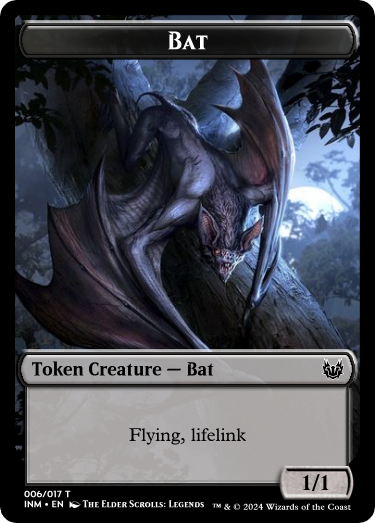 Bat
Token Creature — Bat
Flying, lifelink
1/1
006/017 T
INM • EN The Elder Scrolls: Legends ™ & © 2024 Wizards of the Coast